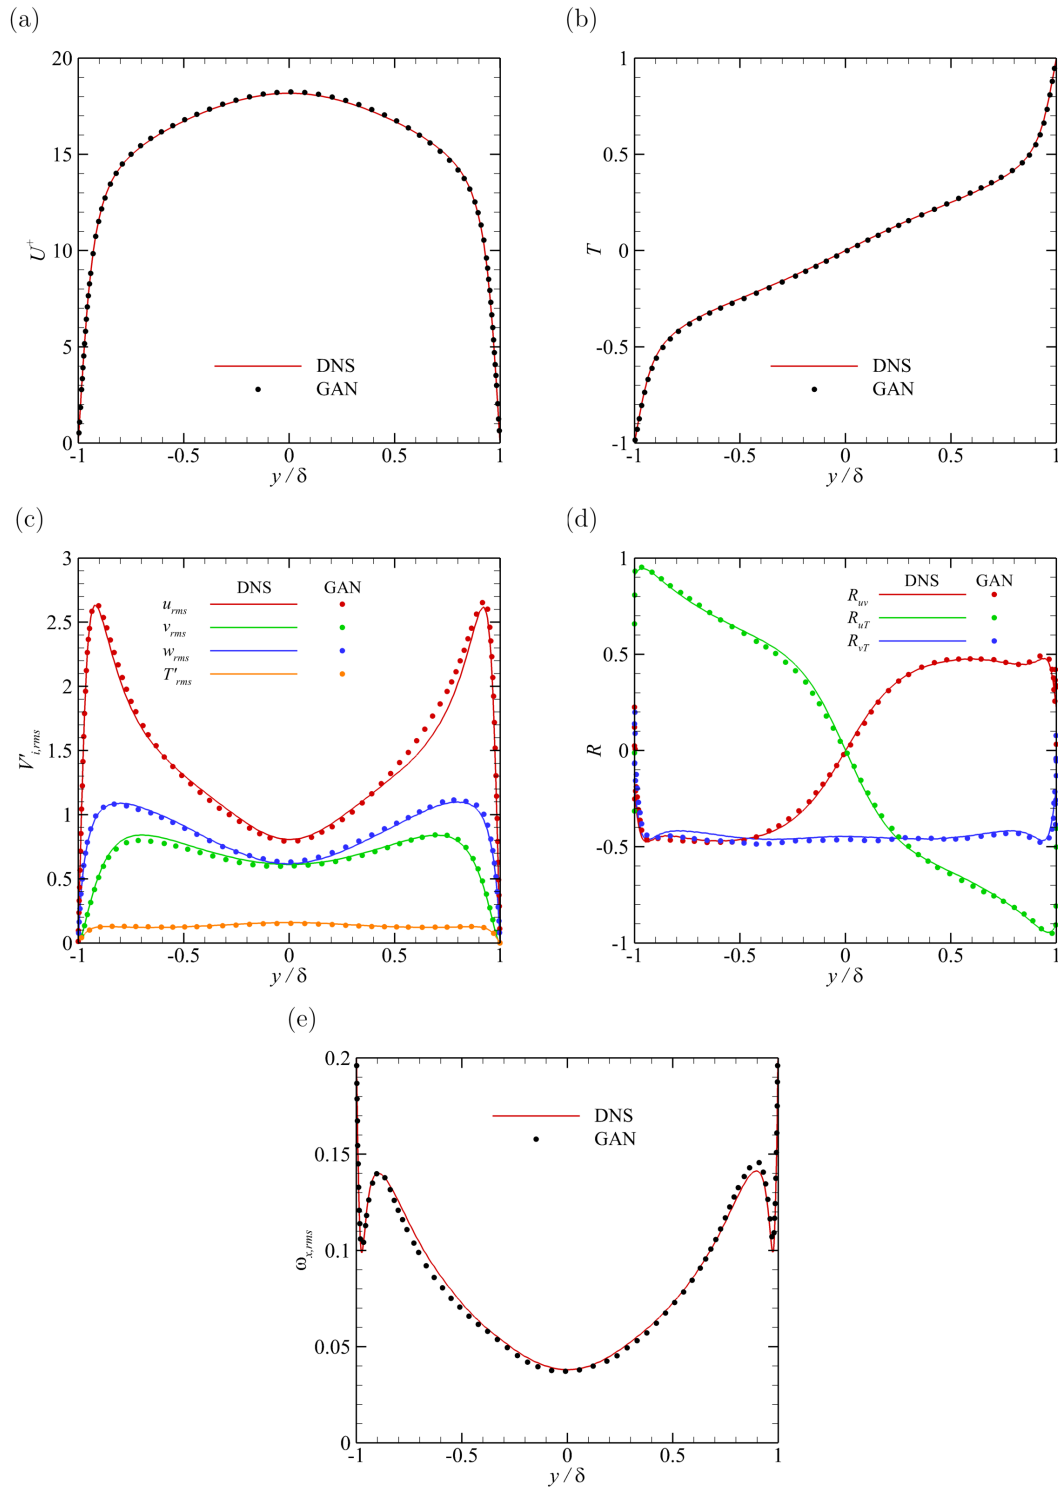 (a)
(b)
20
15
10
5
0
U⁺
DNS
GAN
-1
-0.5
0
0.5
1
y / δ
1
0.5
0
-0.5
-1
T
DNS
GAN
-1
-0.5
0
0.5
1
y / δ
(c)
(d)
3
2.5
2
1.5
1
0.5
0
V'i,rms
DNS GAN
urms
vrms
wrms
T'rms
-1
-0.5
0
0.5
1
y / δ
1
0.5
0
-0.5
-1
R
DNS GAN
Ruv
RuT
RvT
-1
-0.5
0
0.5
1
y / δ
(e)
0.2
0.15
0.1
0.05
0
ωx,rms
DNS
GAN
-1
-0.5
0
0.5
1
y / δ